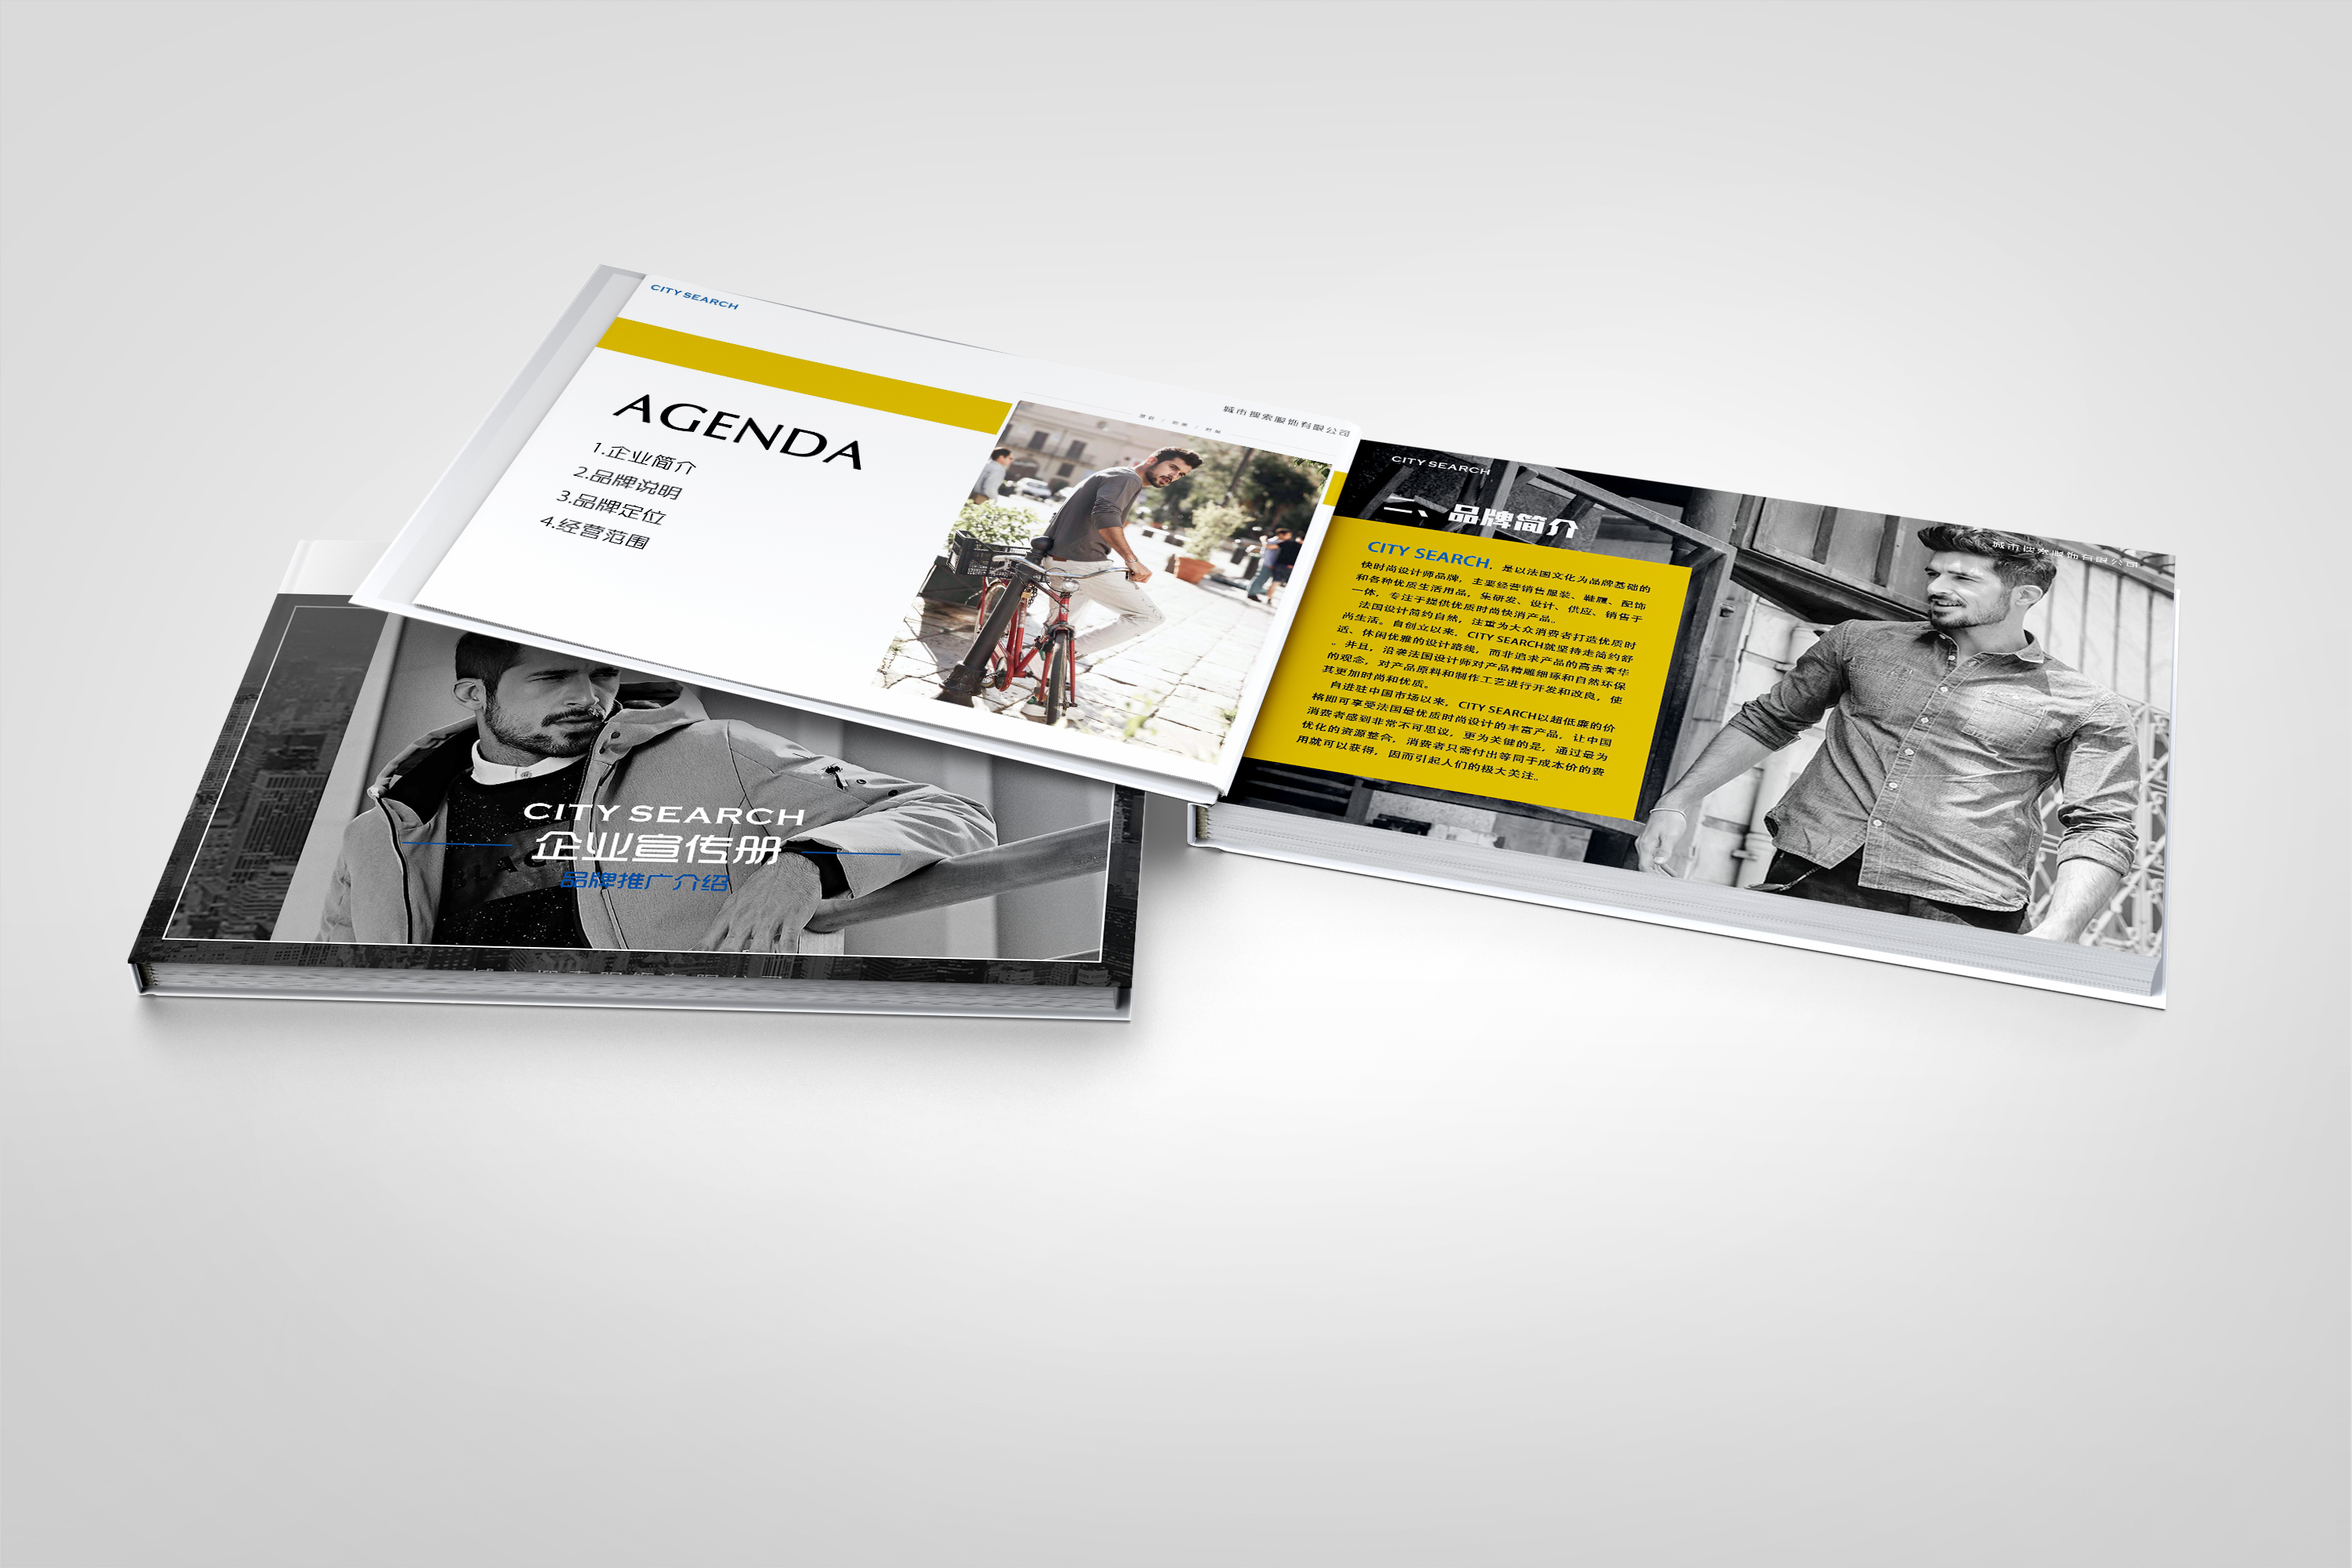 CITY SEARCH
AGENDA
1.企业简介
2.品牌说明
3.品牌定位
4.经营范围
城市搜索服饰有限公司
CITY SEARCH
企业宣传册
品牌推广介绍
CITY SEARCH
城市搜索服饰有限公司
一、品牌简介
CITY SEARCH，是以法国文化为品牌基础的
快时尚设计师品牌，主要经营销售服装、鞋履、配饰
和各种优质生活用品，集研发、设计、供应、销售于
一体，专注于提供优质时尚快消产品。
法国设计简约自然，注重为大众消费者打造优质时
尚生活。自创立以来，CITY SEARCH就坚持走简约舒
适、休闲优雅的设计路线，而非追求产品的高贵奢华
。并且，沿袭法国设计师对产品精雕细琢和自然环保
的观念，对产品原料和制作工艺进行开发和改良，使
其更加时尚和优质。
自进驻中国市场以来，CITY SEARCH以超低廉的价
格即可享受法国最优质时尚设计的丰富产品，让中国
消费者感到非常不可思议，更为关键的是，通过最为
优化的资源整合，消费者只需付出等同于成本价的费
用就可以获得，因而引起人们的极大关注。